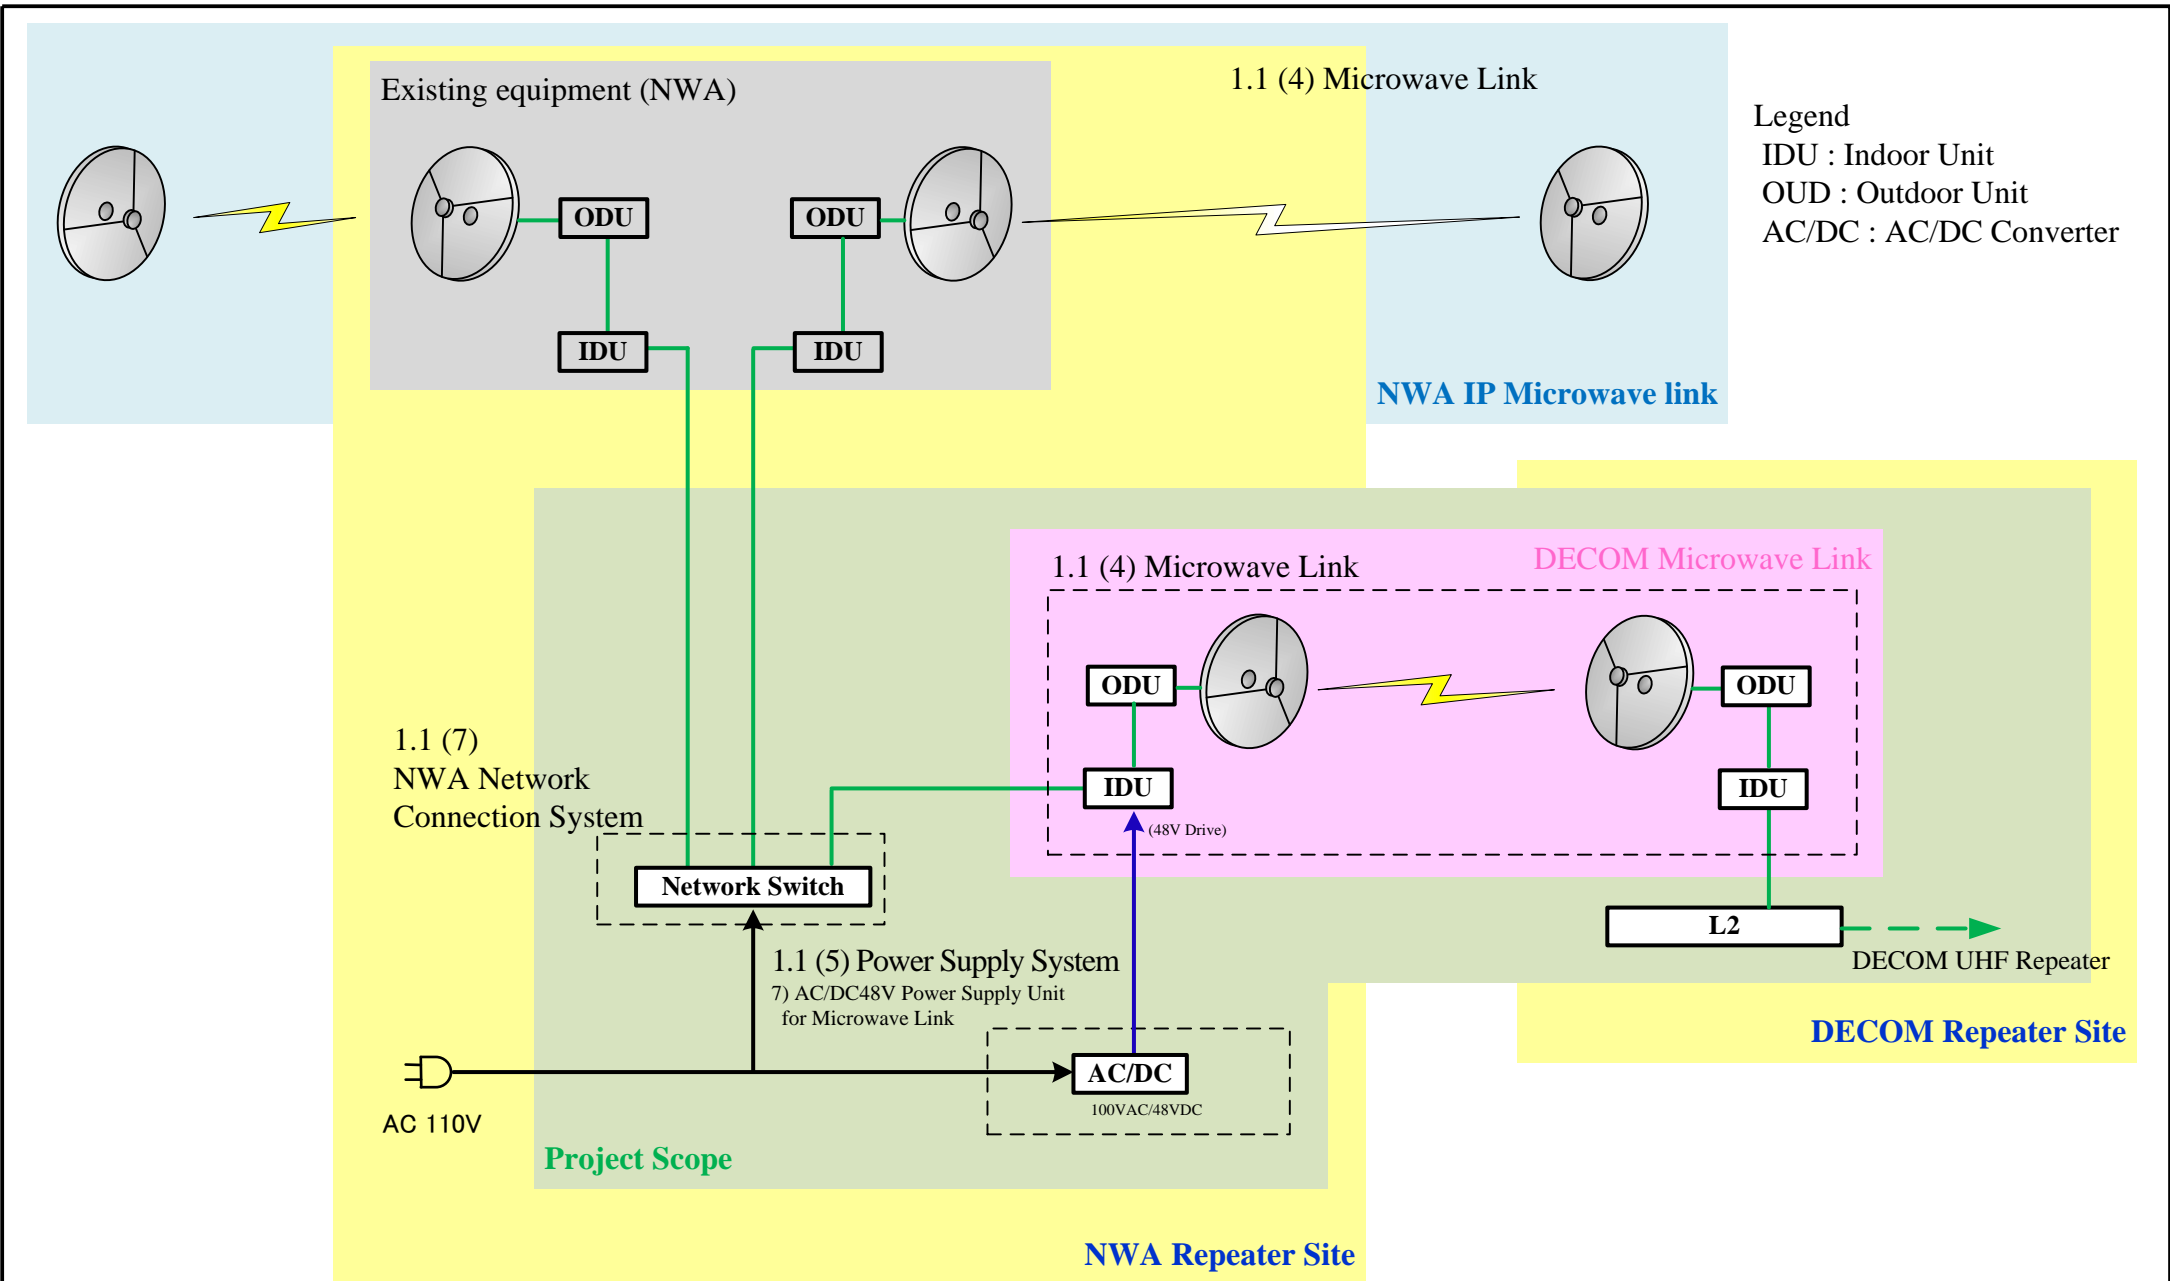 Existing equipment (NWA)
1.1 (4) Microwave Link
Legend
IDU : Indoor Unit
OUD : Outdoor Unit
AC/DC : AC/DC Converter
ODU
ODU
IDU
IDU
NWA IP Microwave link
1.1 (4) Microwave Link
DECOM Microwave Link
ODU
ODU
1.1 (7)
NWA Network
Connection System
IDU
IDU
(48V Drive)
Network Switch
L2
DECOM UHF Repeater
1.1 (5) Power Supply System
7) AC/DC48V Power Supply Unit
for Microwave Link
DECOM Repeater Site
AC/DC
100VAC/48VDC
AC 110V
Project Scope
NWA Repeater Site